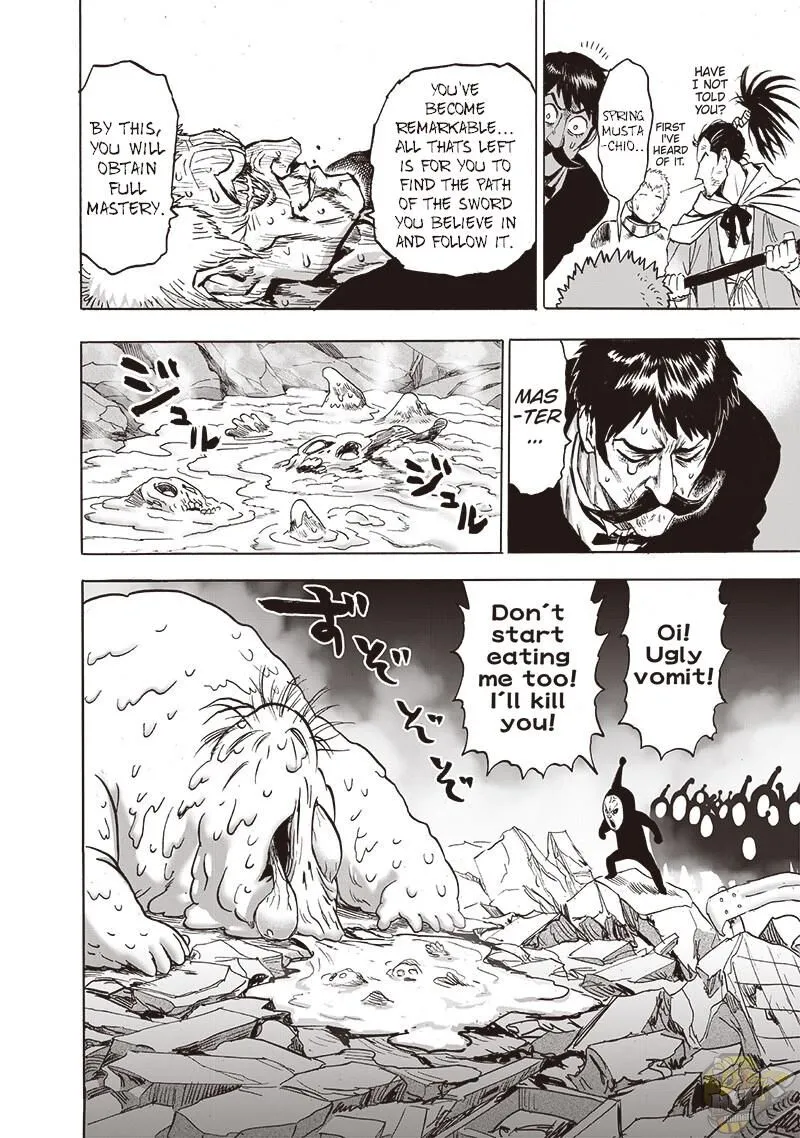 HAVE
I NOT
TOLD
YOU?
FIRST
I'VE
HEARD
OF IT.
SPRING
MUSTA
-CHIO..
YOU'VE
BECOME
REMARKABLE...
ALL THATS LEFT
IS FOR YOU TO
FIND THE PATH
OF THE SWORD
YOU BELIEVE IN
AND FOLLOW IT.
BY THIS,
YOU WILL
OBTAIN
FULL
MASTERY.
MAS
-TER
...
ジュル
ジュル
Oi!
Ugly
vomit!
Don't
start
eating
me too!
I'll kill
you!
ずぞぞぞ